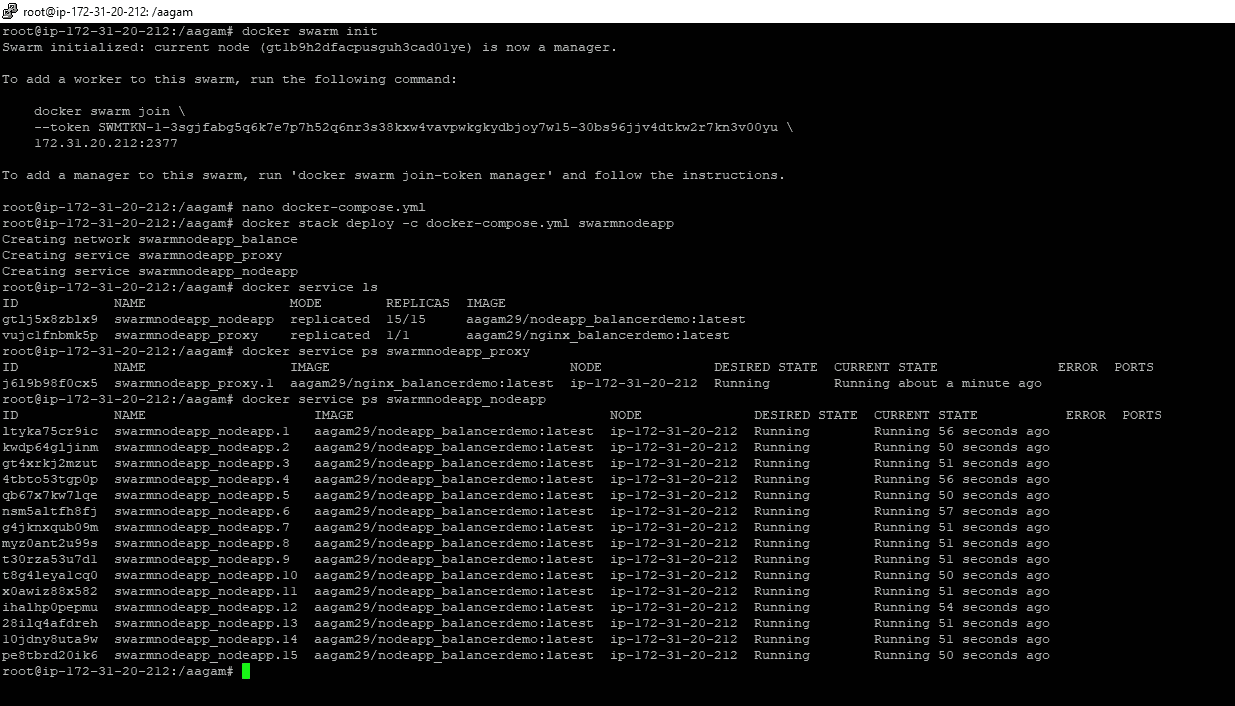 root@ip-172-31-20-212: /aagam
root@ip-172-31-20-212:/aagam# docker swarm init
Swarm initialized: current node (gt1b9h2dfacpusguh3cad01ye) is now a manager.
To add a worker to this swarm, run the following command:
docker swarm join \
--token SWMTKN-1-3sgjfabg5q6k7e7p7h52q6nr3s38kxw4vavpwkgkydbjoy7w15-30bs96jjv4dtkw2r7kn3v00yu \
172.31.20.212:2377
To add a manager to this swarm, run 'docker swarm join-token manager' and follow the instructions.
root@ip-172-31-20-212:/aagam# nano docker-compose.yml
root@ip-172-31-20-212:/aagam# docker stack deploy -c docker-compose.yml swarmnodeapp
Creating network swarmnodeapp_balance
Creating service swarmnodeapp_proxy
Creating service swarmnodeapp_nodeapp
root@ip-172-31-20-212:/aagam# docker service ls
ID NAME MODE REPLICAS IMAGE
gtlj5x8zblx9 swarmnodeapp_nodeapp replicated 15/15 aagam29/nodeapp_balancerdemo:latest
vujc1fnbmk5p swarmnodeapp_proxy replicated 1/1 aagam29/nginx_balancerdemo:latest
root@ip-172-31-20-212:/aagam# docker service ps swarmnodeapp_proxy
ID NAME IMAGE NODE DESIRED STATE CURRENT STATE ERROR PORTS
j6l9b98f0cx5 swarmnodeapp_proxy.1 aagam29/nginx_balancerdemo:latest ip-172-31-20-212 Running Running about a minute ago
root@ip-172-31-20-212:/aagam# docker service ps swarmnodeapp_nodeapp
ID NAME IMAGE NODE DESIRED STATE CURRENT STATE ERROR PORTS
ltyka75cr9ic swarmnodeapp_nodeapp.1 aagam29/nodeapp_balancerdemo:latest ip-172-31-20-212 Running Running 56 seconds ago
kwdp64gljinm swarmnodeapp_nodeapp.2 aagam29/nodeapp_balancerdemo:latest ip-172-31-20-212 Running Running 50 seconds ago
gt4xrkj2mzut swarmnodeapp_nodeapp.3 aagam29/nodeapp_balancerdemo:latest ip-172-31-20-212 Running Running 51 seconds ago
4tbto53tgp0p swarmnodeapp_nodeapp.4 aagam29/nodeapp_balancerdemo:latest ip-172-31-20-212 Running Running 56 seconds ago
qb67x7kw7lqe swarmnodeapp_nodeapp.5 aagam29/nodeapp_balancerdemo:latest ip-172-31-20-212 Running Running 50 seconds ago
nsm5altfh8fj swarmnodeapp_nodeapp.6 aagam29/nodeapp_balancerdemo:latest ip-172-31-20-212 Running Running 57 seconds ago
g4jknxqub09m swarmnodeapp_nodeapp.7 aagam29/nodeapp_balancerdemo:latest ip-172-31-20-212 Running Running 51 seconds ago
myz0ant2u99s swarmnodeapp_nodeapp.8 aagam29/nodeapp_balancerdemo:latest ip-172-31-20-212 Running Running 51 seconds ago
t30rza53u7dl swarmnodeapp_nodeapp.9 aagam29/nodeapp_balancerdemo:latest ip-172-31-20-212 Running Running 51 seconds ago
t8g4leya1cq0 swarmnodeapp_nodeapp.10 aagam29/nodeapp_balancerdemo:latest ip-172-31-20-212 Running Running 50 seconds ago
x0awiz88x582 swarmnodeapp_nodeapp.11 aagam29/nodeapp_balancerdemo:latest ip-172-31-20-212 Running Running 51 seconds ago
iha1hp0pepmu swarmnodeapp_nodeapp.12 aagam29/nodeapp_balancerdemo:latest ip-172-31-20-212 Running Running 54 seconds ago
28ilq4afdreh swarmnodeapp_nodeapp.13 aagam29/nodeapp_balancerdemo:latest ip-172-31-20-212 Running Running 51 seconds ago
10jdny8uta9w swarmnodeapp_nodeapp.14 aagam29/nodeapp_balancerdemo:latest ip-172-31-20-212 Running Running 51 seconds ago
pe8tbrd20ik6 swarmnodeapp_nodeapp.15 aagam29/nodeapp_balancerdemo:latest ip-172-31-20-212 Running Running 50 seconds ago
root@ip-172-31-20-212:/aagam#